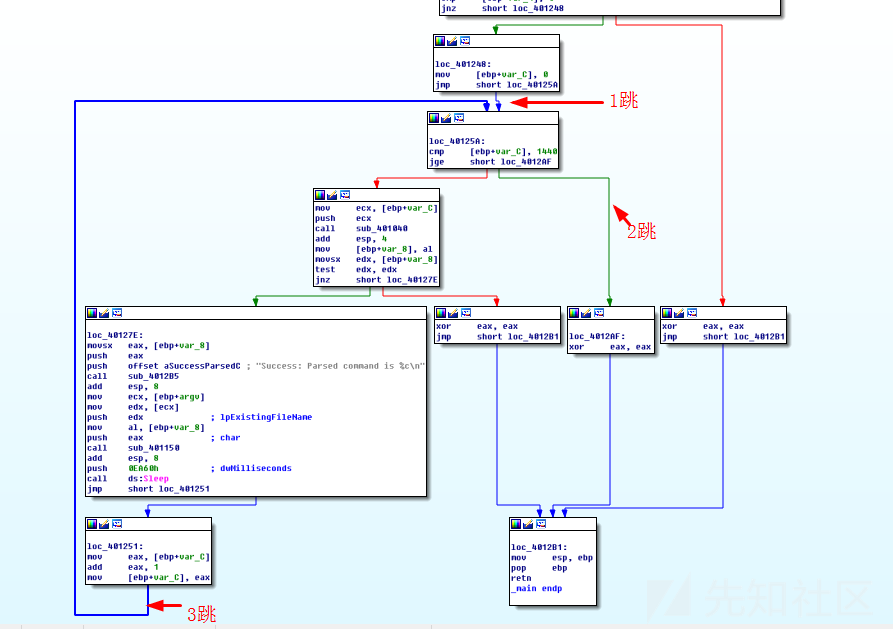 jnz short loc_401248
loc_401248:
mov [ebp+var_C], 0
jmp short loc_40125A
1跳
loc_40125A:
cmp [ebp+var_C], 1440
jge short loc_4012AF
mov ecx, [ebp+var_C]
push ecx
call sub_401040
add esp, 4
mov [ebp+var_8], al
movsx edx, [ebp+var_8]
test edx, edx
jnz short loc_40127E
2跳
loc_40127E:
movsx eax, [ebp+var_8]
push eax
push offset aSuccessParsedC ; "Success: Parsed command is %c\n"
call sub_4012B5
add esp, 8
mov ecx, [ebp+argv]
mov edx, [ecx]
push edx ; lpExistingFileName
mov al, [ebp+var_8]
push eax ; char
call sub_401150
add esp, 8
push 0EA60h ; dwMilliseconds
call ds:Sleep
jmp short loc_401251
xor eax, eax
jmp short loc_4012B1
loc_4012AF:
xor eax, eax
xor eax, eax
jmp short loc_4012B1
loc_401251:
mov eax, [ebp+var_C]
add eax, 1
mov [ebp+var_C], eax
3跳
loc_4012B1:
mov esp, ebp
pop ebp
retn
_main endp
先知社区